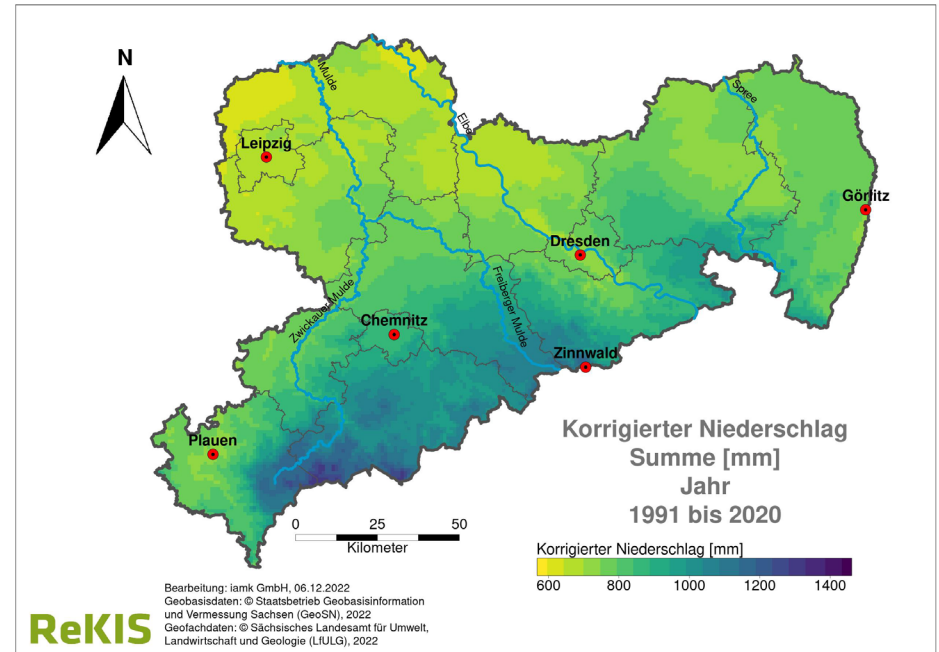 N
Mulde
Elbe
Spree
Leipzig
Görlitz
Dresden
Zwickauer Mulde
Freiberger Mulde
Chemnitz
Zinnwald
Plauen
Korrigierter Niederschlag
Summe [mm]
Jahr
1991 bis 2020
0 25 50
Kilometer
Korrigierter Niederschlag [mm]
600 800 1000 1200 1400
ReKIS
Bearbeitung: iamk GmbH, 06.12.2022
Geobasisdaten: © Staatsbetrieb Geobasisinformation
und Vermessung Sachsen (GeoSN), 2022
Geofachdaten: © Sächsisches Landesamt für Umwelt,
Landwirtschaft und Geologie (LfULG), 2022